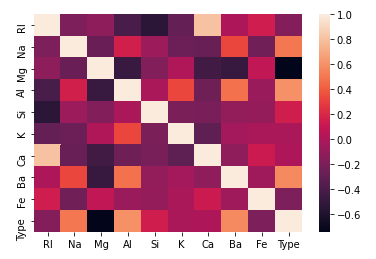 RI
Na
Mg
Al
Si
K
Ca
Ba
Fe
Type
RI Na Mg Al Si K Ca Ba Fe Type
1.0
0.8
0.6
0.4
0.2
0.0
−0.2
−0.4
−0.6